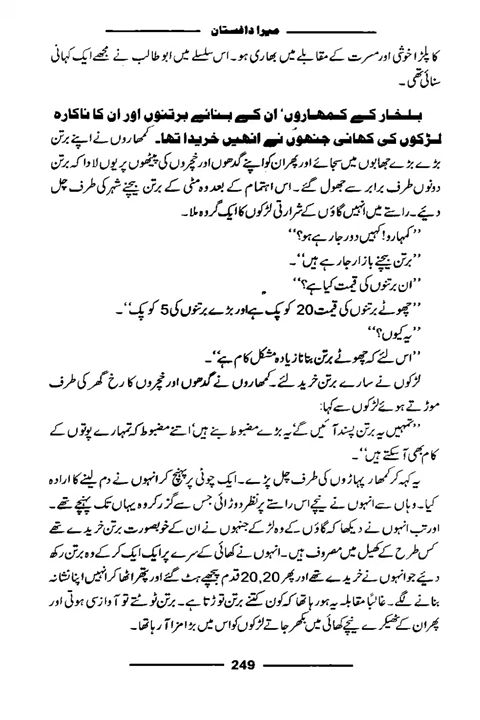 میرا داغستان
کا پلڑا خوشی اور مسرت کے مقابلے میں بھاری ہو۔ اس سلسلے میں ابو طالب نے مجھے ایک کہانی
سنائی تھی۔
بلخار کے کمھاروں‘ ان کے بنائے برتنوں اور ان کا ناکارہ
لڑکوں کی کھانی جنھوں نے انھیں خریدا تھا۔ کمھاروں نے اپنے برتن
بڑے بڑے جھابوں میں سجائے اور پھر ان کو اپنے گدھوں اور خچروں کی پیٹھوں پر یوں لادا کہ برتن
دونوں طرف برابر سے جھول گئے۔ اس اہتمام کے بعد وہ مٹی کے برتن بیچنے شہر کی طرف چل
دیئے۔ راستے میں انہیں گاؤں کے شرارتی لڑکوں کا ایک گروہ ملا۔
’’کمہارو! کہیں دور جا رہے ہو؟‘‘
’’برتن بیچنے بازار جا رہے ہیں‘‘۔
’’ان برتنوں کی قیمت کیا ہے؟‘‘
’’چھوٹے برتنوں کی قیمت 20 کوپک ہے اور بڑے برتنوں کی 5 کوپک‘‘۔
’’یہ کیوں؟‘‘
’’اس لئے کہ چھوٹے برتن بنانا زیادہ مشکل کام ہے‘‘۔
لڑکوں نے سارے برتن خرید لئے۔ کمھاروں نے گدھوں اور خچروں کا رخ گھر کی طرف
موڑتے ہوئے لڑکوں سے کہا:
’’تمہیں یہ برتن پسند آئیں گے‘ یہ بڑے مضبوط بنے ہیں‘ اتنے مضبوط کہ تمہارے پوتوں کے
کام بھی آ سکتے ہیں‘‘۔
یہ کہہ کر کمھار پہاڑوں کی طرف چل پڑے۔ ایک چوٹی پر پہنچ کر انہوں نے دم لینے کا ارادہ
کیا۔ وہاں سے انہوں نے نیچے اس راستے پر نظر دوڑائی جس سے گزر کر وہ یہاں تک پہنچے تھے۔
اور تب انہوں نے دیکھا کہ گاؤں کے وہ لڑکے جنہوں نے ان کے خوبصورت برتن خریدے تھے
کس طرح کے کھیل میں مصروف ہیں۔ انہوں نے کھائی کے سرے پر ایک ایک کر کے وہ برتن رکھ
دیئے جو انہوں نے خریدے تھے اور پھر 20,20 قدم پیچھے ہٹ گئے اور پتھر اٹھا کر انہیں اپنا نشانہ
بنانے لگے۔ غالباً مقابلہ یہ ہو رہا تھا کہ کون کتنے برتن توڑتا ہے۔ برتن ٹوٹتے تو آواز سی ہوتی اور
پھر ان کے ٹھیکرے نیچے کھائی میں بکھر جاتے لڑکوں کو اس میں بڑا مزا آ رہا تھا۔
249